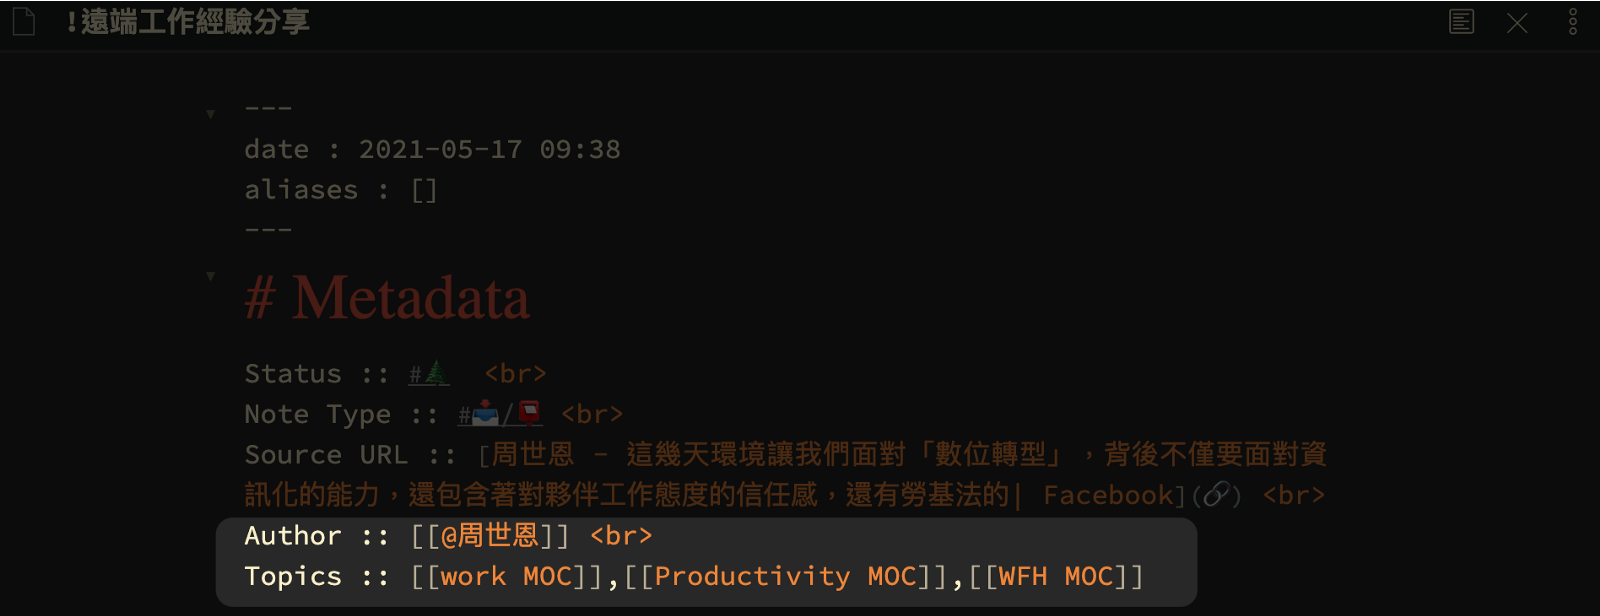 !遠端工作經驗分享
---
date : 2021-05-17 09:38
aliases : []
---
# Metadata
Status :: #🌲 <br>
Note Type :: #📥/📮 <br>
Source URL :: [周世恩 - 這幾天環境讓我們面對「數位轉型」，背後不僅要面對資
訊化的能力，還包含著對夥伴工作態度的信任感，還有勞基法的| Facebook](🔗) <br>
Author :: [[@周世恩]] <br>
Topics :: [[work MOC]],[[Productivity MOC]],[[WFH MOC]]